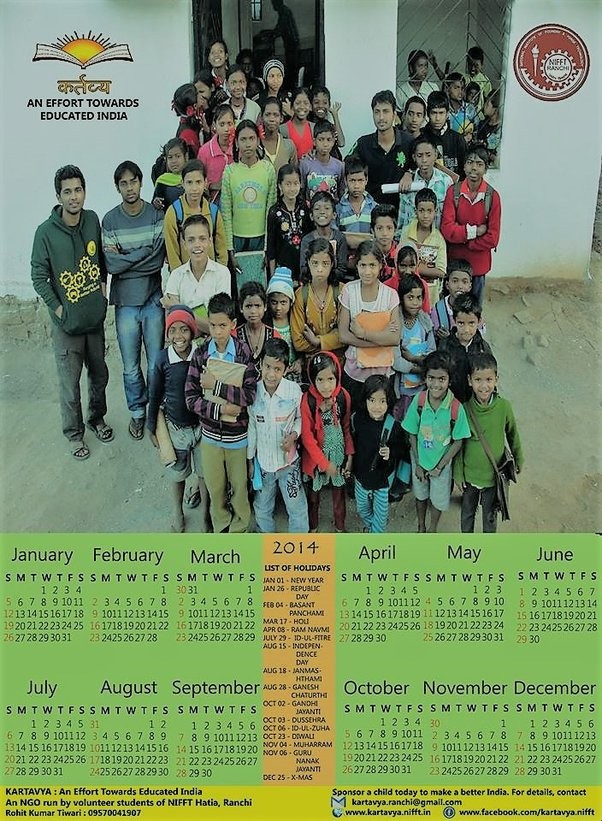 कर्तव्य
AN EFFORT TOWARDS
EDUCATED INDIA
NIFFT
RANCHI
January
S M T W T F S
1 2 3 4
5 6 7 8 9 10 11
12 13 14 15 16 17 18
19 20 21 22 23 24 25
26 27 28 29 30 31
February
S M T W T F S
1
2 3 4 5 6 7 8
9 10 11 12 13 14 15
16 17 18 19 20 21 22
23 24 25 26 27 28
March
S M T W T F S
30 31 1
2 3 4 5 6 7 8
9 10 11 12 13 14 15
16 17 18 19 20 21 22
23 24 25 26 27 28 29
2014
LIST OF HOLIDAYS
JAN 01 - NEW YEAR
JAN 26 - REPUBLIC
DAY
FEB 04 - BASANT
PANCHAMI
MAR 17 - HOLI
APR 08 - RAM NAVMI
JULY 29 - ID-UL-FITRE
AUG 15 - INDEPEN-
DENCE
DAY
AUG 18 - JANMAS-
HTHAMI
AUG 28 - GANESH
CHATURTHI
OCT 02 - GANDHI
JAYANTI
OCT 03 - DUSSEHRA
OCT 06 - ID-UL-ZUHA
OCT 23 - DIWALI
NOV 04 - MUHARRAM
NOV 06 - GURU
NANAK
JAYANTI
DEC 25 - X-MAS
April
S M T W T F S
1 2 3 4 5
6 7 8 9 10 11 12
13 14 15 16 17 18 19
20 21 22 23 24 25 26
27 28 29 30
May
S M T W T F S
1 2 3
4 5 6 7 8 9 10
11 12 13 14 15 16 17
18 19 20 21 22 23 24
25 26 27 28 29 30 31
June
S M T W T F S
1 2 3 4 5 6 7
8 9 10 11 12 13 14
15 16 17 18 19 20 21
22 23 24 25 26 27 28
29 30
July
S M T W T F S
1 2 3 4 5
6 7 8 9 10 11 12
13 14 15 16 17 18 19
20 21 22 23 24 25 26
27 28 29 30 31
August
S M T W T F S
31 1 2
3 4 5 6 7 8 9
10 11 12 13 14 15 16
17 18 19 20 21 22 23
24 25 26 27 28 29 30
September
S M T W T F S
1 2 3 4 5 6
7 8 9 10 11 12 13
14 15 16 17 18 19 20
21 22 23 24 25 26 27
28 29 30
October
S M T W T F S
1 2 3 4
5 6 7 8 9 10 11
12 13 14 15 16 17 18
19 20 21 22 23 24 25
26 27 28 29 30 31
November
S M T W T F S
30 1
2 3 4 5 6 7 8
9 10 11 12 13 14 15
16 17 18 19 20 21 22
23 24 25 26 27 28 29
December
S M T W T F S
1 2 3 4 5 6
7 8 9 10 11 12 13
14 15 16 17 18 19 20
21 22 23 24 25 26 27
28 29 30 31
KARTAVYA : An Effort Towards Educated India
An NGO run by volunteer students of NIFFT Hatia, Ranchi
Rohit Kumar Tiwari : 09570041907
Sponsor a child today to make a better India. For details, contact
kartavya.ranchi@gmail.com
kartavya.nifft.in
www.facebook.com/kartavya.nifft